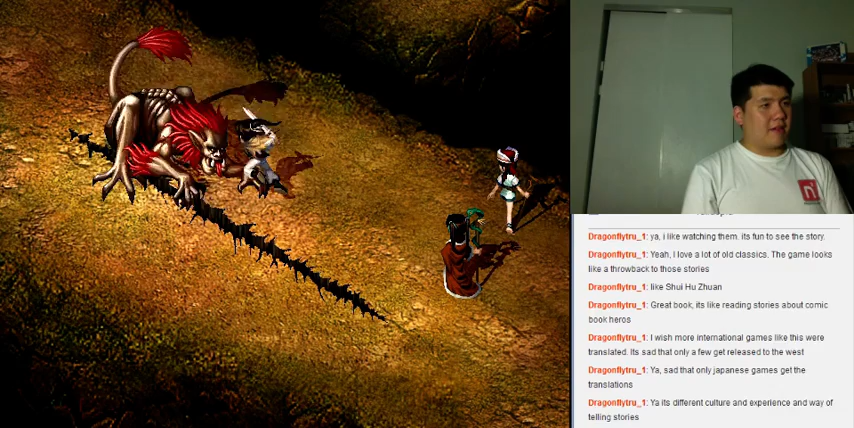 Dragonflytru_1: ya, i like watching them. its fun to see the story.
Dragonflytru_1: Yeah, I love a lot of old classics. The game looks
like a throwback to those stories
Dragonflytru_1: like Shui Hu Zhuan
Dragonflytru_1: Great book, its like reading stories about comic
book heros
Dragonflytru_1: I wish more international games like this were
translated. Its sad that only a few get released to the west
Dragonflytru_1: Ya, sad that only japanese games get the
translations
Dragonflytru_1: Ya its different culture and experience and way of
telling stories